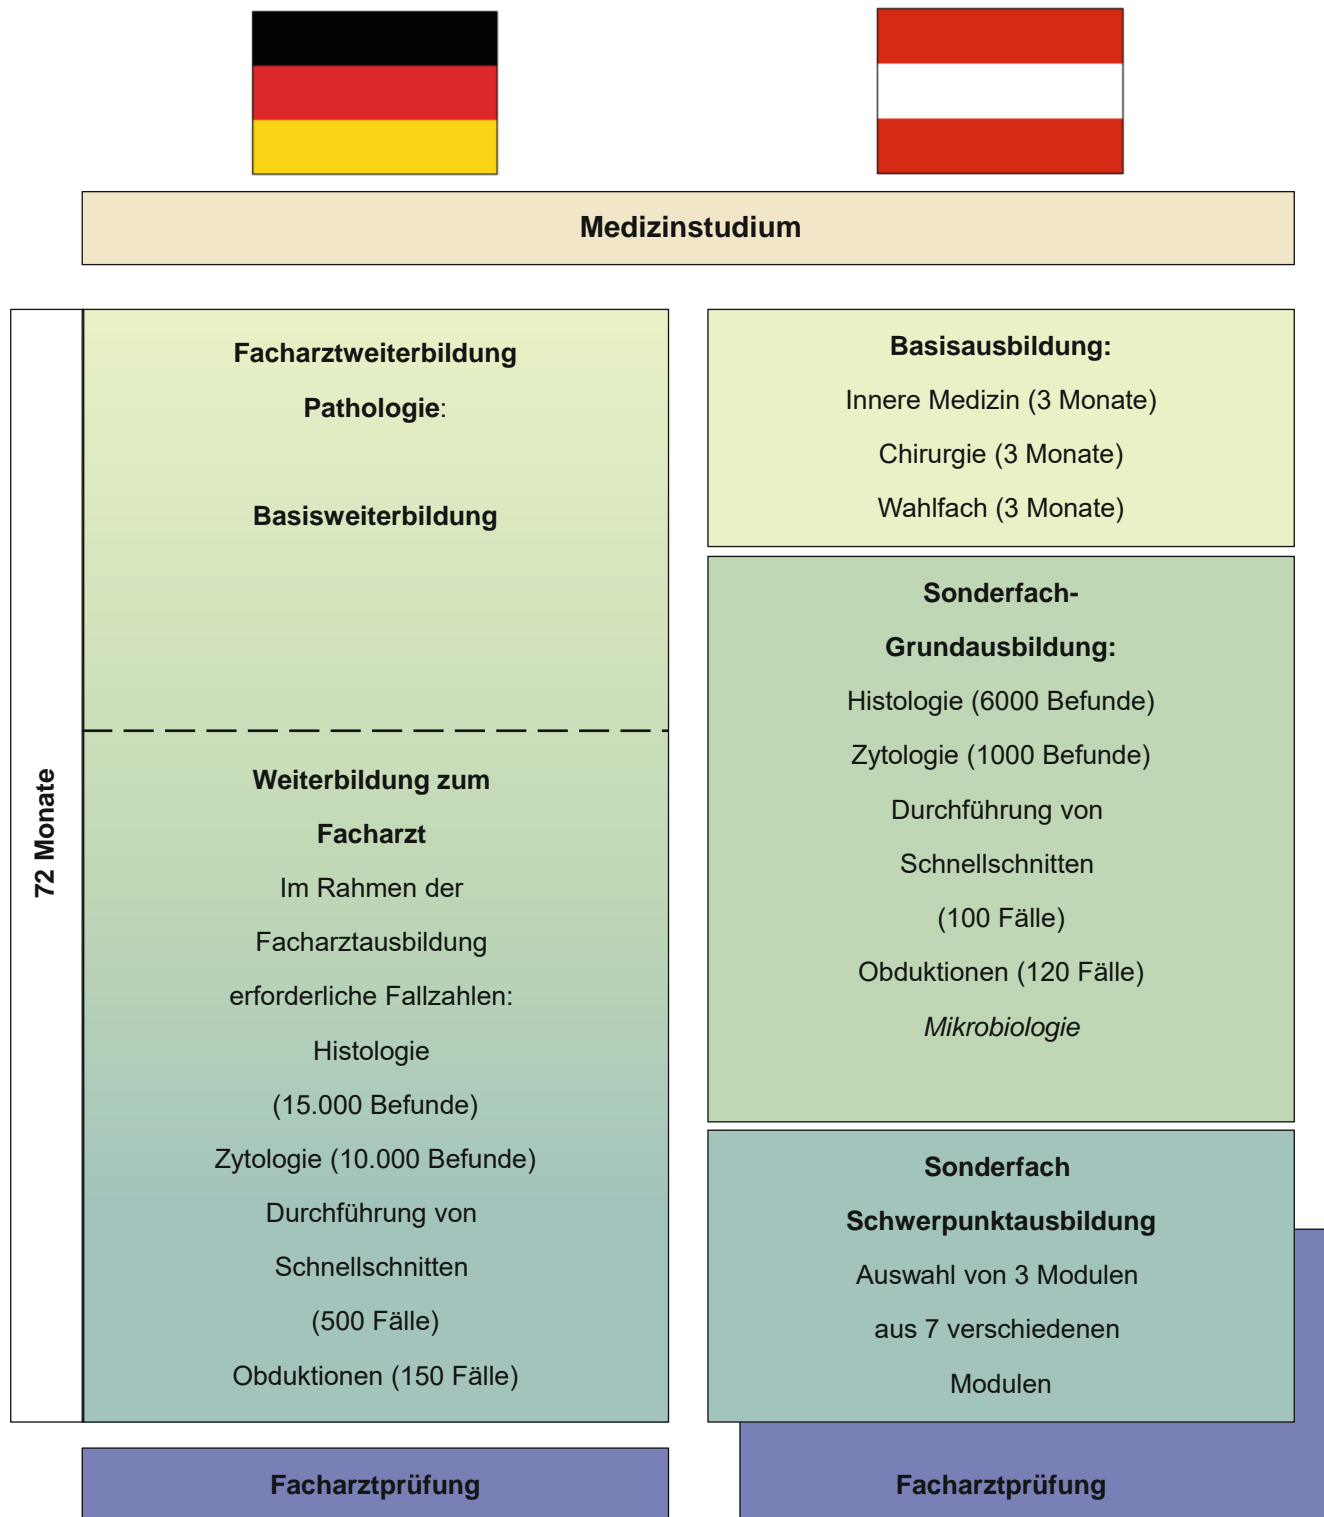 Medizinstudium
72 Monate
Facharztweiterbildung
Pathologie:
Basisweiterbildung
Weiterbildung zum
Facharzt
Im Rahmen der
Facharztausbildung
erforderliche Fallzahlen:
Histologie
(15.000 Befunde)
Zytologie (10.000 Befunde)
Durchführung von
Schnellschnitten
(500 Fälle)
Obduktionen (150 Fälle)
Facharztprüfung
Basisausbildung:
Innere Medizin (3 Monate)
Chirurgie (3 Monate)
Wahlfach (3 Monate)
Sonderfach-
Grundausbildung:
Histologie (6000 Befunde)
Zytologie (1000 Befunde)
Durchführung von
Schnellschnitten
(100 Fälle)
Obduktionen (120 Fälle)
Mikrobiologie
Sonderfach
Schwerpunktausbildung
Auswahl von 3 Modulen
aus 7 verschiedenen
Modulen
Facharztprüfung